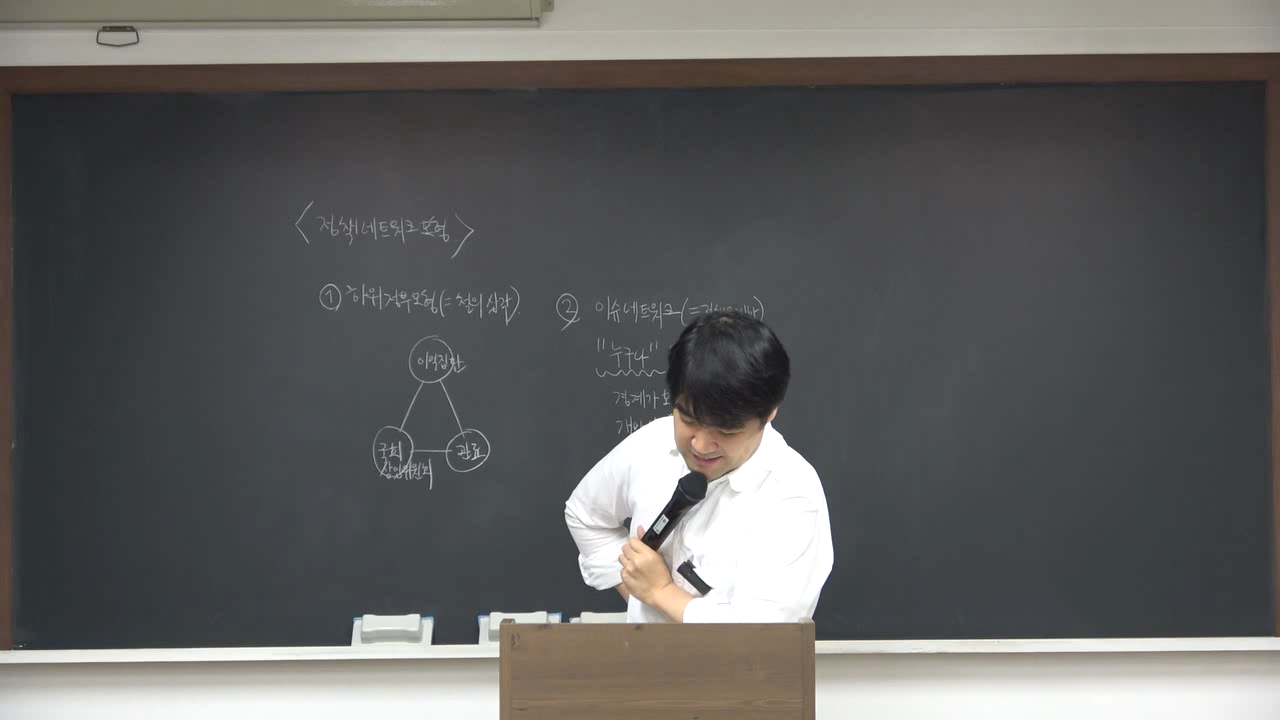 <정책네트워크 모형>
① 하위정부모형(=철의 삼각)
이익집단
국회
상임위원회
관료
② 이슈네트워크(=
"누구나"
경계가